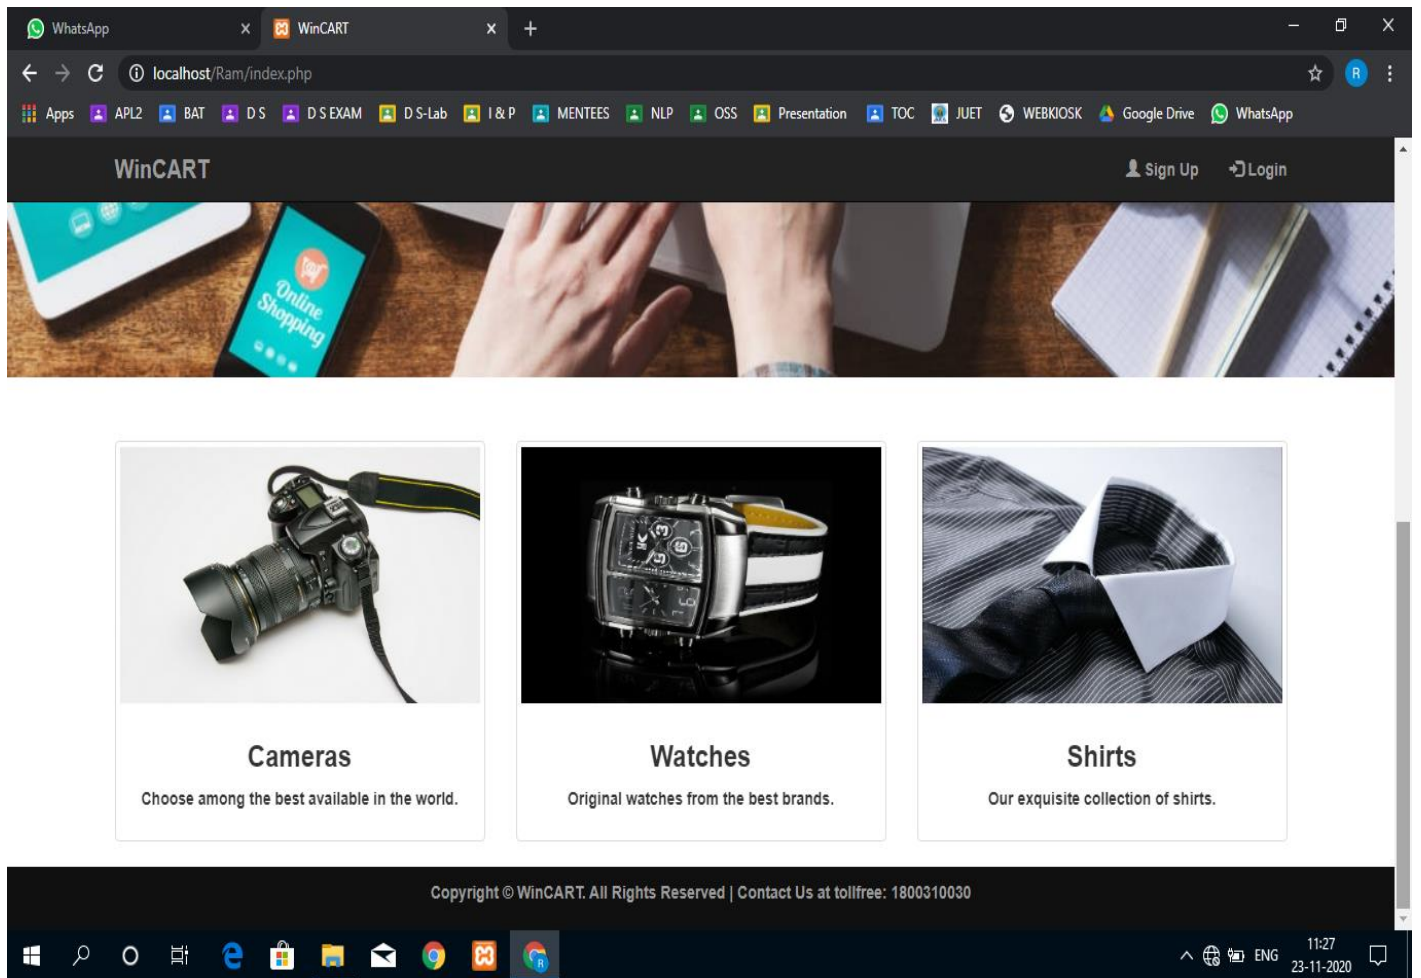 WhatsApp
WinCART
localhost/Ram/index.php
Apps APL2 BAT D S D S EXAM D S-Lab I & P MENTEES NLP OSS Presentation TOC JUET WEBKIOSK Google Drive WhatsApp
WinCART Sign Up Login
Online
Shopping
Cameras
Choose among the best available in the world.
Watches
Original watches from the best brands.
Shirts
Our exquisite collection of shirts.
Copyright © WinCART. All Rights Reserved | Contact Us at tollfree: 1800310030
R
ENG
11:27
23-11-2020